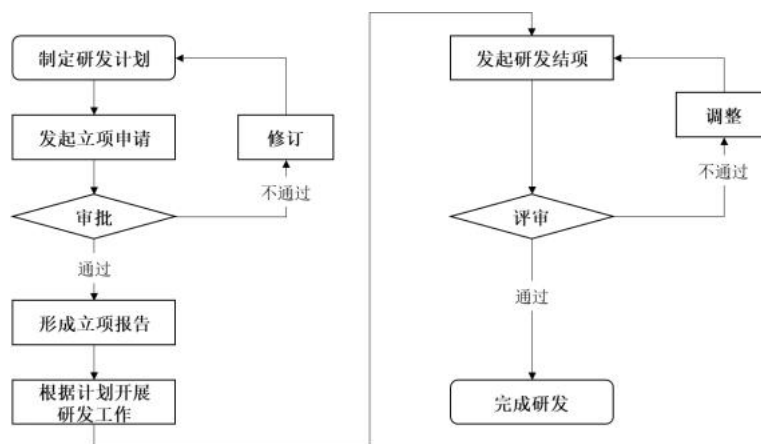 制定研发计划
发起立项申请
修订
不通过
审批
通过
形成立项报告
根据计划开展
研发工作
发起研发结项
调整
不通过
评审
通过
完成研发